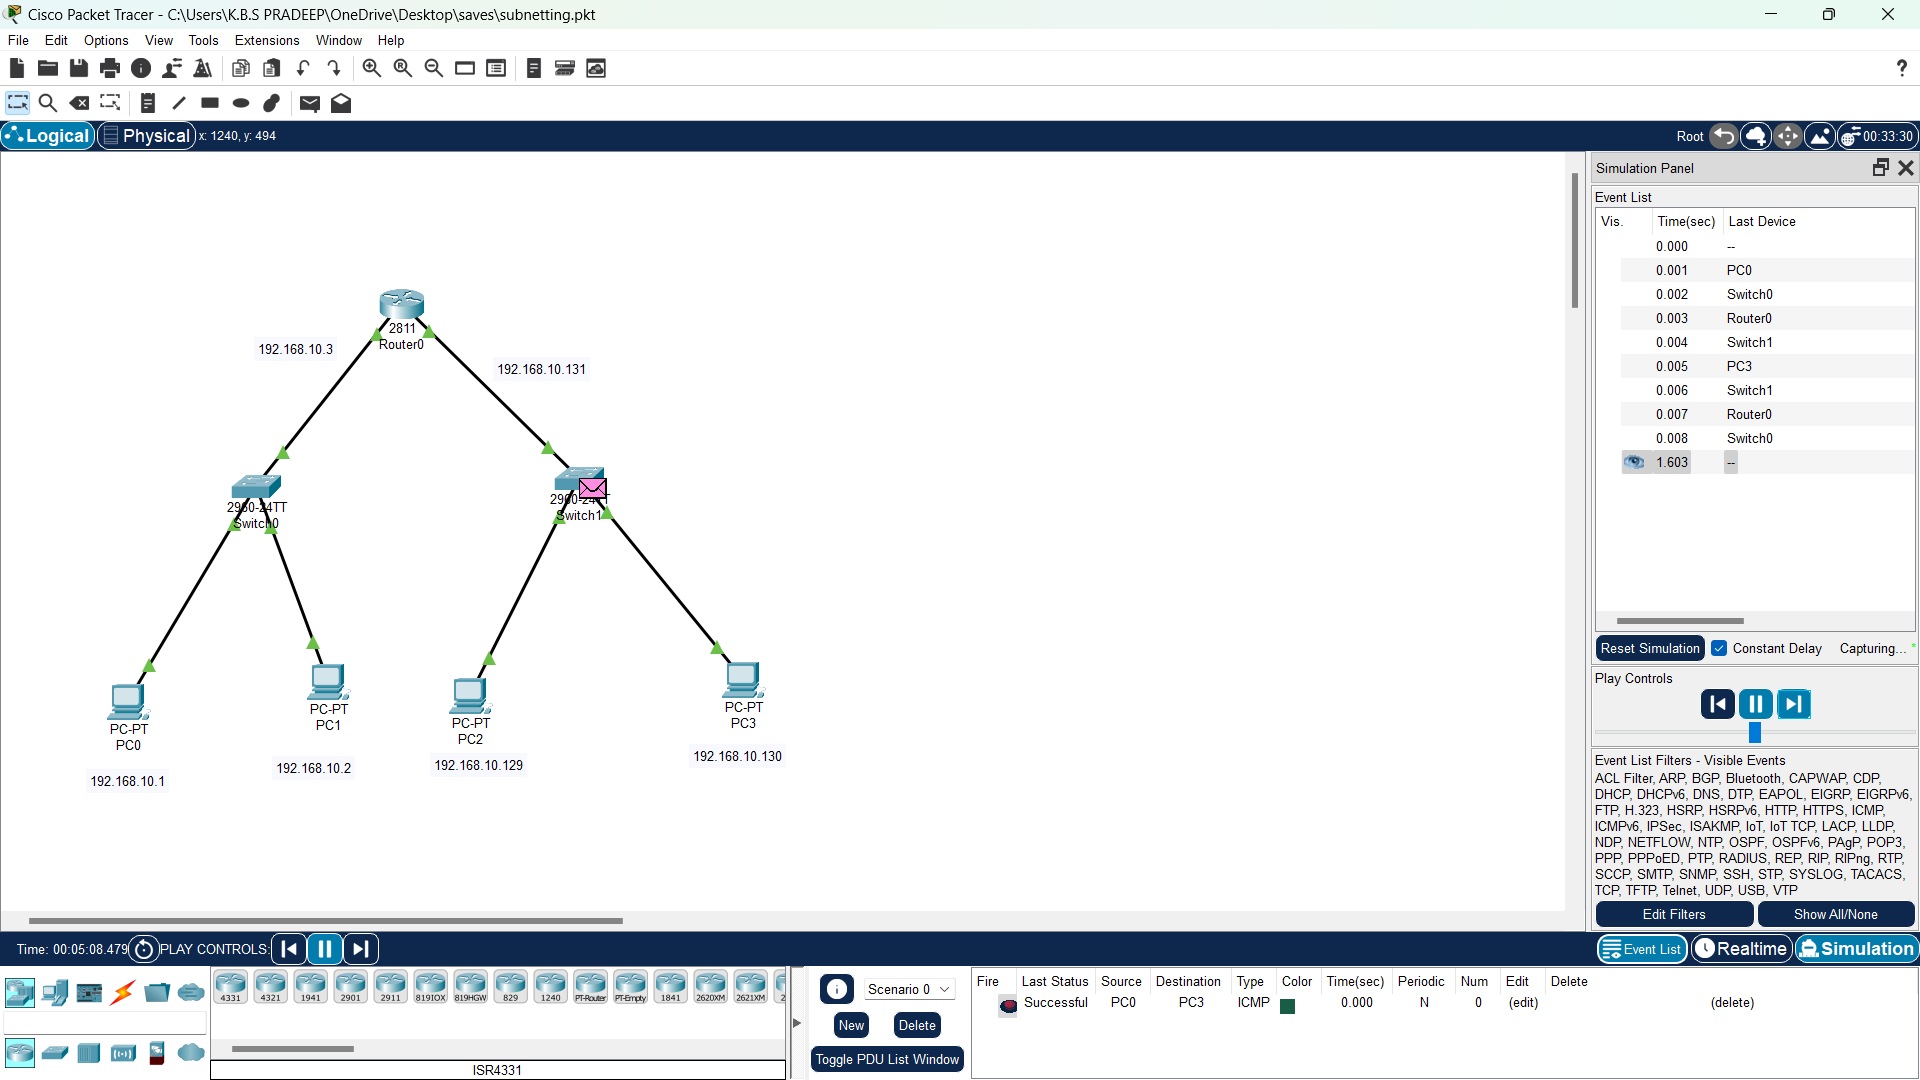 Cisco Packet Tracer - C:\Users\K.B.S PRADEEP\OneDrive\Desktop\saves\subnetting.pkt
File Edit Options View Tools Extensions Window Help
?
Logical Physical x: 1240, y: 494 Root 00:33:30
Simulation Panel
Event List
Vis. Time(sec) Last Device
0.000 --
0.001 PC0
0.002 Switch0
0.003 Router0
0.004 Switch1
0.005 PC3
0.006 Switch1
0.007 Router0
0.008 Switch0
1.603 --
Reset Simulation Constant Delay Capturing... *
Play Controls
Event List Filters - Visible Events
ACL Filter, ARP, BGP, Bluetooth, CAPWAP, CDP,
DHCP, DHCPv6, DNS, DTP, EAPOL, EIGRP, EIGRPv6,
FTP, H.323, HSRP, HSRPv6, HTTP, HTTPS, ICMP,
ICMPv6, IPSec, ISAKMP, IoT, IoT TCP, LACP, LLDP,
NDP, NETFLOW, NTP, OSPF, OSPFv6, PAgP, POP3,
PPP, PPPoED, PTP, RADIUS, REP, RIP, RIPng, RTP,
SCCP, SMTP, SNMP, SSH, STP, SYSLOG, TACACS,
TCP, TFTP, Telnet, UDP, USB, VTP
Edit Filters Show All/None
2811
Router0
192.168.10.3
192.168.10.131
2960-24TT
Switch0
2960-24TT
Switch1
PC-PT
PC0
192.168.10.1
PC-PT
PC1
192.168.10.2
PC-PT
PC2
192.168.10.129
PC-PT
PC3
192.168.10.130
Time: 00:05:08.479 PLAY CONTROLS:
Event List Realtime Simulation
4331 4321 1941 2901 2911 819IOX 819HGW 829 1240 PT-Router PT-Empty 1841 2620XM 2621XM 2
ISR4331
Scenario 0
New Delete
Toggle PDU List Window
Fire Last Status Source Destination Type Color Time(sec) Periodic Num Edit Delete
Successful PC0 PC3 ICMP 0.000 N 0 (edit) (delete)